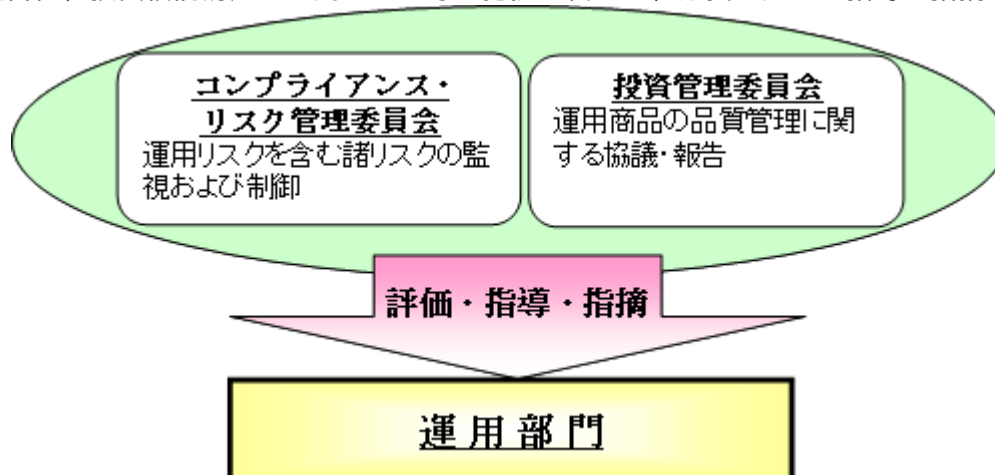 コンプライアンス・
リスク管理委員会
運用リスクを含む諸リスクの監
視および制御
投資管理委員会
運用商品の品質管理に関
する協議・報告
評価・指導・指摘
運用部門